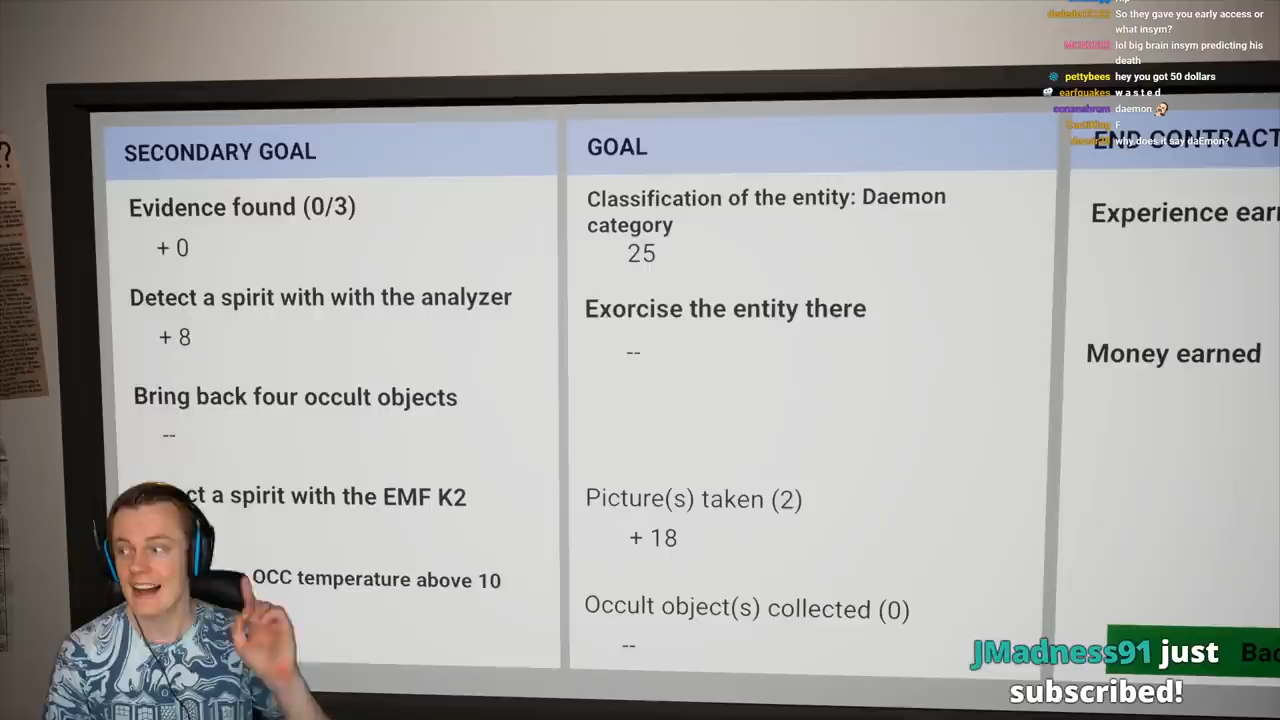 So they gave you early access or
what insym?
lol big brain insym predicting his
death
pettybees hey you got 50 dollars
earfquakes w a s t e d
daemon
F
why does it say daEmon?
SECONDARY GOAL
Evidence found (0/3)
+ 0
Detect a spirit with with the analyzer
+ 8
Bring back four occult objects
--
ct a spirit with the EMF K2
OCC temperature above 10
GOAL
Classification of the entity: Daemon
category
25
Exorcise the entity there
--
Picture(s) taken (2)
+ 18
Occult object(s) collected (0)
--
END CONTRACT
Experience ear
Money earned
Bac
JMadness91 just
subscribed!
??